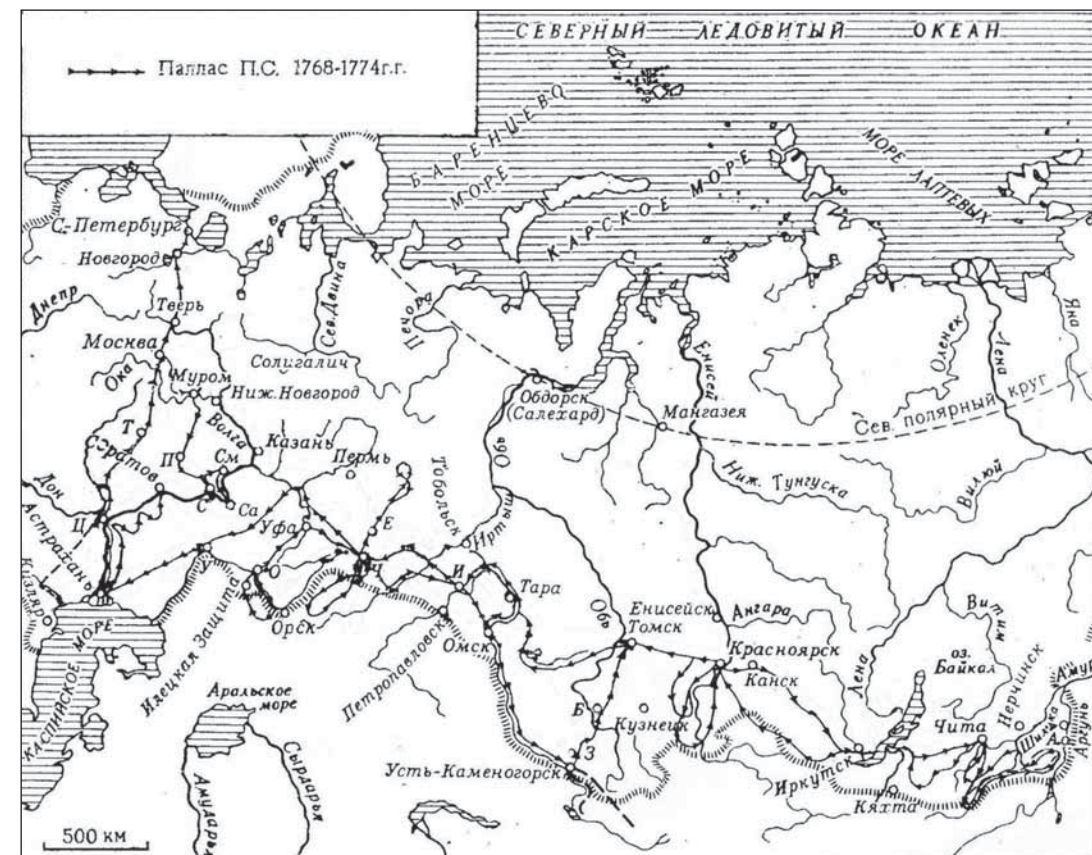 СЕВЕРНЫЙ ЛЕДОВИТЫЙ ОКЕАН
Паллас П.С. 1768-1774г.г.
БАРЕНЦЕВО
МОРЕ
КАРСКОЕ МОРЕ
МОРЕ
ЛАПТЕВЫХ
С.-Петербург
Новгород
Днепр
Тверь
Сев. Двина
Печора
Енисей
Оленек
Лена
Яна
Москва
Солигалич
Ока
Муром
Ниж. Новгород
Обдорск
(Салехард)
Мангазея
Сев. полярный круг
Т
Волга
Казань
Обь
Саратов
П
См
Пермь
Тобольск
Ниж. Тунгуска
Вилюй
Дон
С
Са
Ц
Уфа
Е
Иртыш
Астрахань
Ч
И
Тара
Обь
Енисейск
Ангара
Витим
Кизляр
О
Илецкая Защита
Орск
Томск
КАСПИЙСКОЕ МОРЕ
Петропавловск
Омск
Красноярск
Канск
Лена
оз.
Байкал
Нерчинск
Амур
Аральское
море
Б
Кузнецк
Чита
Шилка
А
Аргунь
З
Усть-Каменогорск
Иркутск
Кяхта
Амударья
Сырдарья
500 км